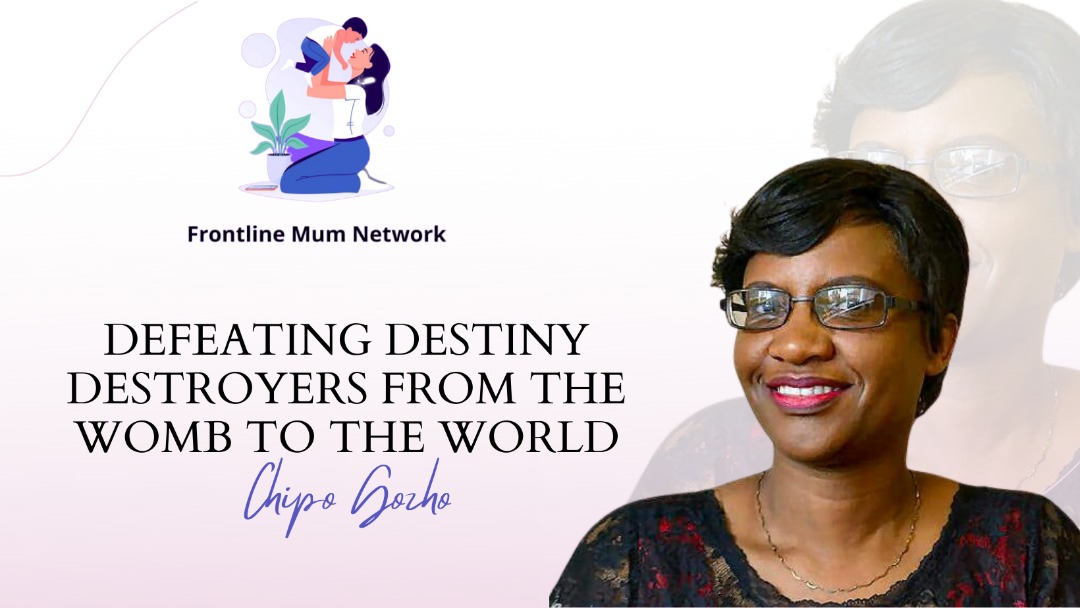 Frontline Mum Network
DEFEATING DESTINY
DESTROYERS FROM THE
WOMB TO THE WORLD
Chipo Gozho